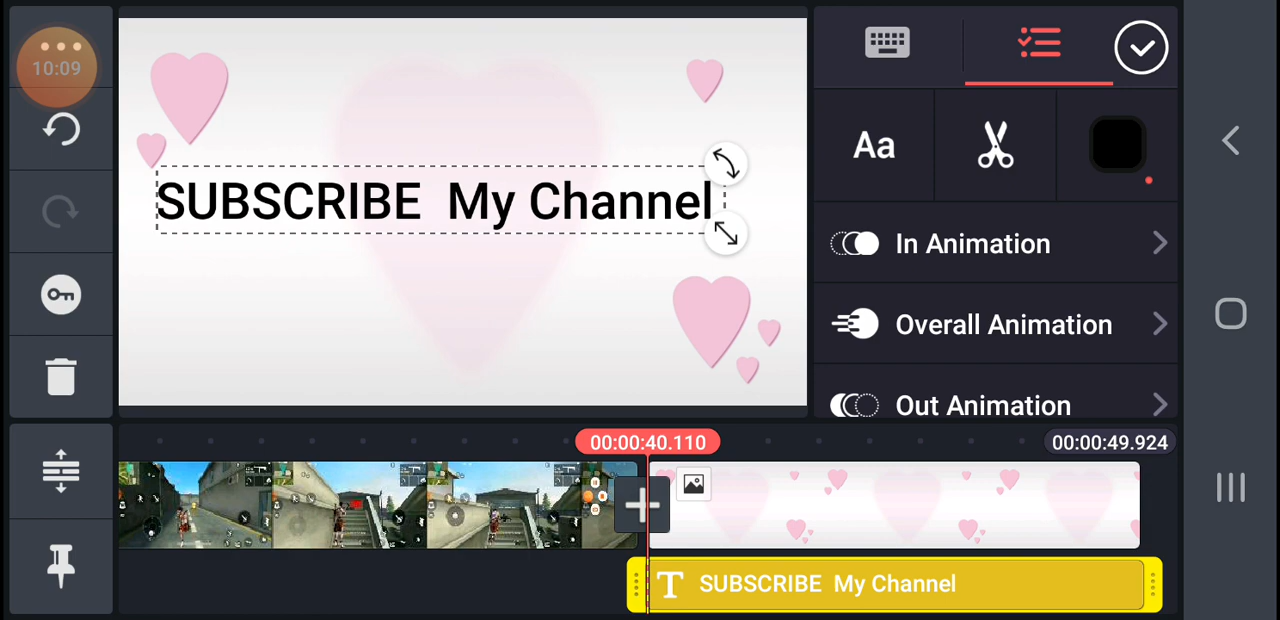 10:09
SUBSCRIBE  My Channel
Aa
In Animation
Overall Animation
Out Animation
00:00:40.110
00:00:49.924
T SUBSCRIBE  My Channel